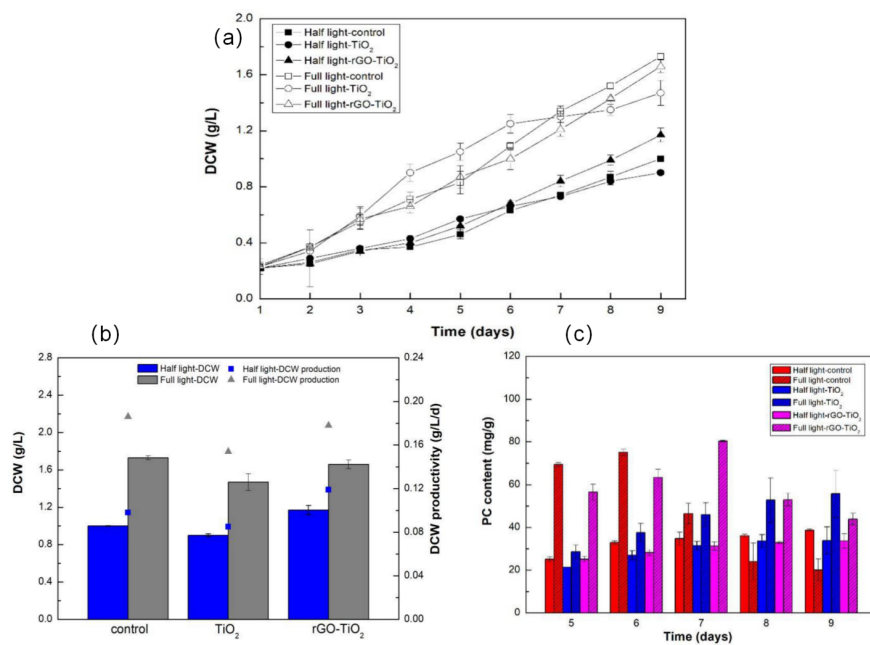 (a)
Half light-control
Half light-TiO₂
Half light-rGO-TiO₂
Full light-control
Full light-TiO₂
Full light-rGO-TiO₂
2.0
1.6
1.2
0.8
0.4
0.0
DCW (g/L)
1 2 3 4 5 6 7 8 9
Time (days)
(b)
Half light-DCW
Full light-DCW
Half light-DCW production
Full light-DCW production
2.8
2.4
2.0
1.6
1.2
0.8
0.4
0.0
DCW (g/L)
0.24
0.20
0.16
0.12
0.08
0.04
0.00
DCW productivity (g/L/d)
control TiO₂ rGO-TiO₂
(c)
Half light-control
Full light-control
Half light-TiO₂
Full light-TiO₂
Half light-rGO-TiO₂
Full light-rGO-TiO₂
120
100
80
60
40
20
0
PC content (mg/g)
5 6 7 8 9
Time (days)